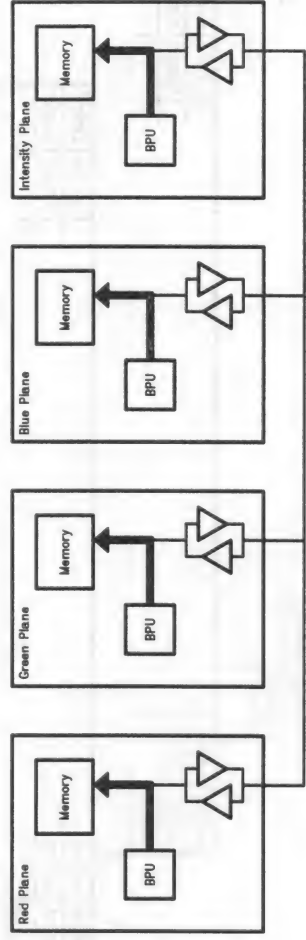 Red Plane
Memory
BPU
Green Plane
Memory
BPU
Blue Plane
Memory
BPU
Intensity Plane
Memory
BPU